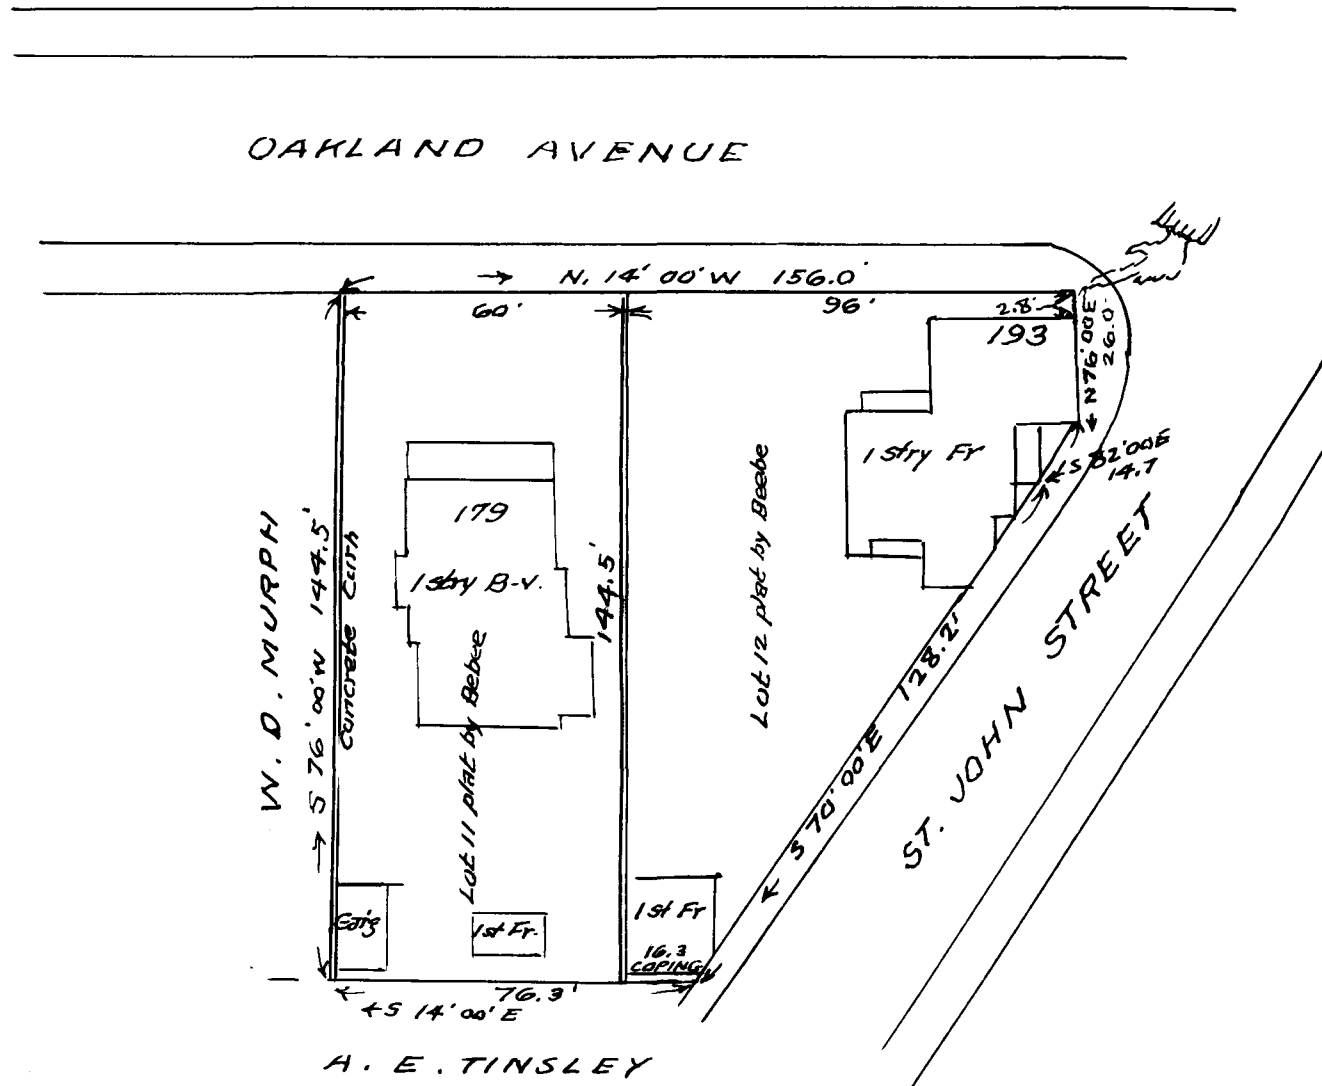 OAKLAND AVENUE
N. 14' 00' W 156.0'
60'
96'
2.8'
193
N 76' 00 E
26.0'
1 stry Fr
S 82' 00 E
14.7
179
1 stry B-V.
144.5'
W. D. MURPH
S 76' 00' W 144.5'
Concrete
Lot 11 plat by Bebee
Lot 12 plat by Beebe
S 70' 00' E 128.2'
ST. JOHN STREET
1st Fr.
1st Fr
16.3
COPING
76.3'
S 14' 00' E
A. E. TINSLEY